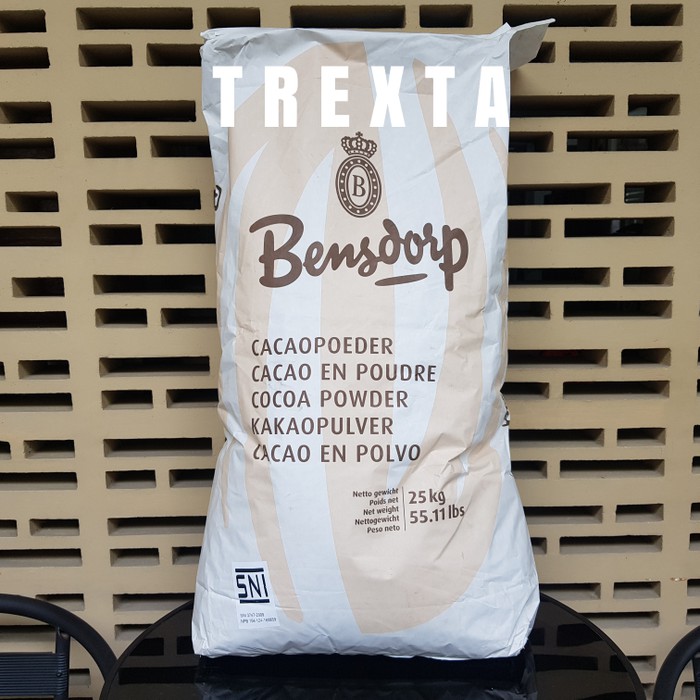 TREXTA
B
Bensdorp
CACAOPOEDER
CACAO EN POUDRE
COCOA POWDER
KAKAOPULVER
CACAO EN POLVO
Netto gewicht
Poids net
Net weight
Nettogewicht
Peso neto
25 kg
55.11 lbs
SNI